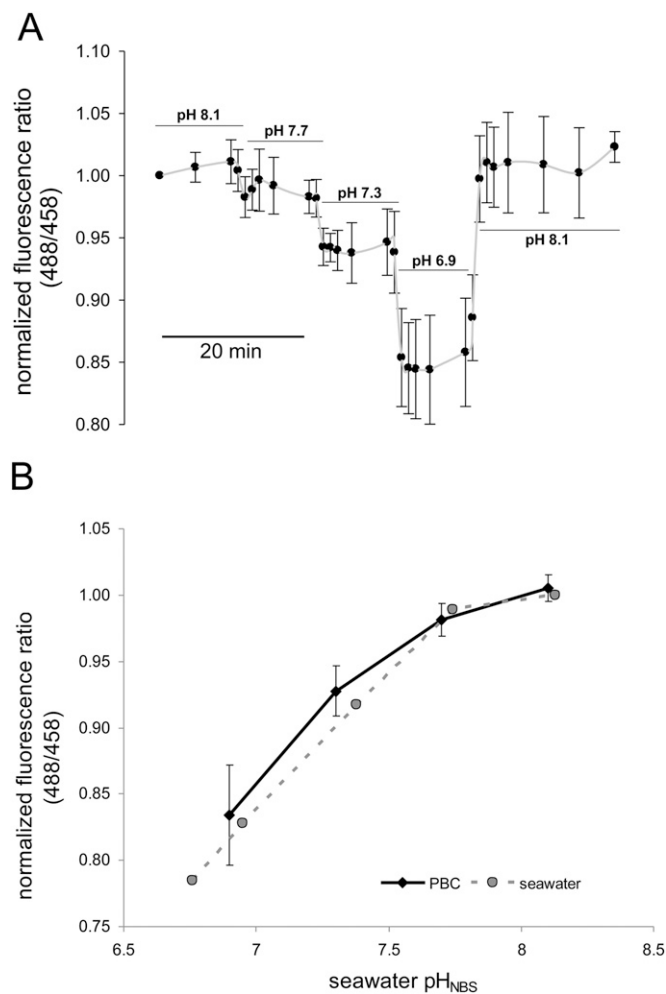 A
normalized fluorescence ratio
(488/458)
1.10
1.05
1.00
0.95
0.90
0.85
0.80
pH 8.1
pH 7.7
pH 7.3
pH 6.9
pH 8.1
20 min
B
normalized fluorescence ratio
(488/458)
1.05
1.00
0.95
0.90
0.85
0.80
0.75
PBC
seawater
6.5
7
7.5
8
8.5
seawater pHNBS